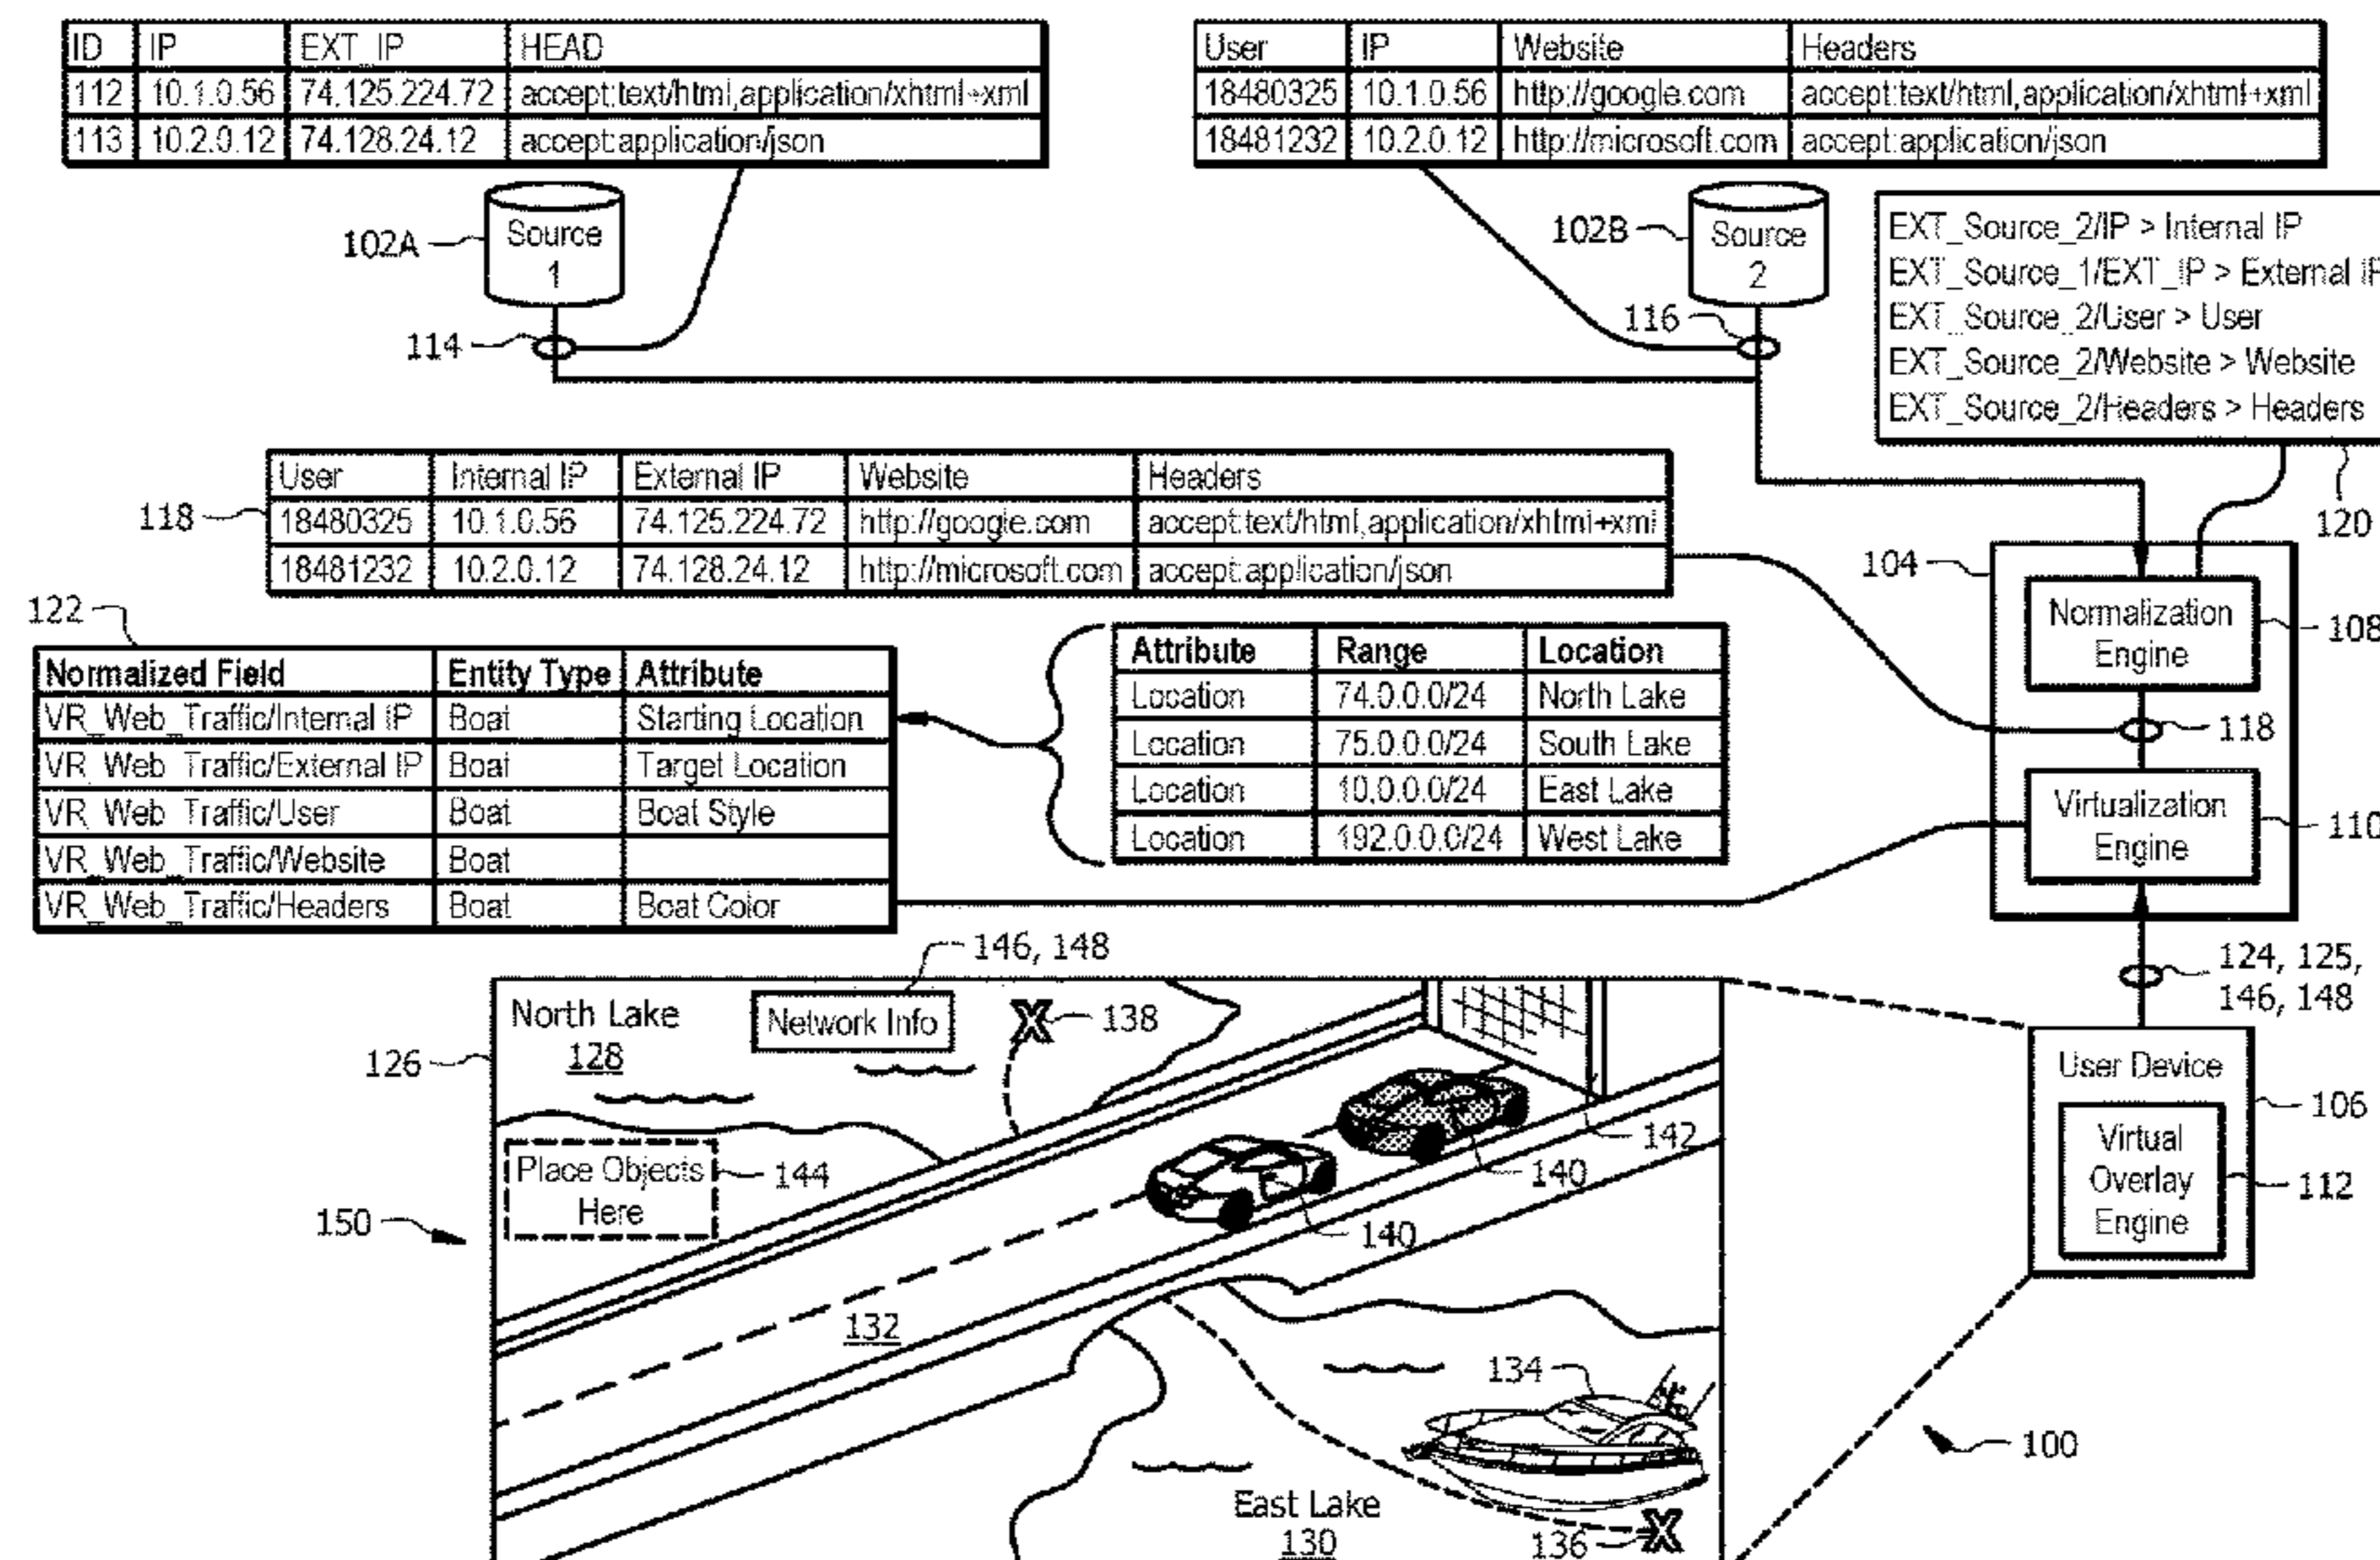 ID IP EXT_IP HEAD
112 10.1.0.56 74.125.224.72 accept:text/html,application/xhtml+xml
113 10.2.0.12 74.128.24.12 accept:application/json
User IP Website Headers
18480325 10.1.0.56 http://google.com accept:text/html,application/xhtml+xml
18481232 10.2.0.12 http://microsoft.com accept:application/json
102A
Source
1
114
102B
Source
2
116
EXT_Source_2/IP > Internal IP
EXT_Source_1/EXT_IP > External IP
EXT_Source_2/User > User
EXT_Source_2/Website > Website
EXT_Source_2/Headers > Headers
120
118
User Internal IP External IP Website Headers
18480325 10.1.0.56 74.125.224.72 http://google.com accept:text/html,application/xhtml+xml
18481232 10.2.0.12 74.128.24.12 http://microsoft.com accept:application/json
104
Normalization
Engine
108
118
Virtualization
Engine
110
122
Normalized Field Entity Type Attribute
VR_Web_Traffic/Internal IP Boat Starting Location
VR_Web_Traffic/External IP Boat Target Location
VR_Web_Traffic/User Boat Boat Style
VR_Web_Traffic/Website Boat
VR_Web_Traffic/Headers Boat Boat Color
Attribute Range Location
Location 74.0.0.0/24 North Lake
Location 75.0.0.0/24 South Lake
Location 10.0.0.0/24 East Lake
Location 192.0.0.0/24 West Lake
124, 125,
146, 148
146, 148
126
North Lake
128
Network Info
X
138
Place Objects
Here
144
150
142
140
140
132
134
East Lake
130
136
X
User Device
106
Virtual
Overlay
Engine
112
100